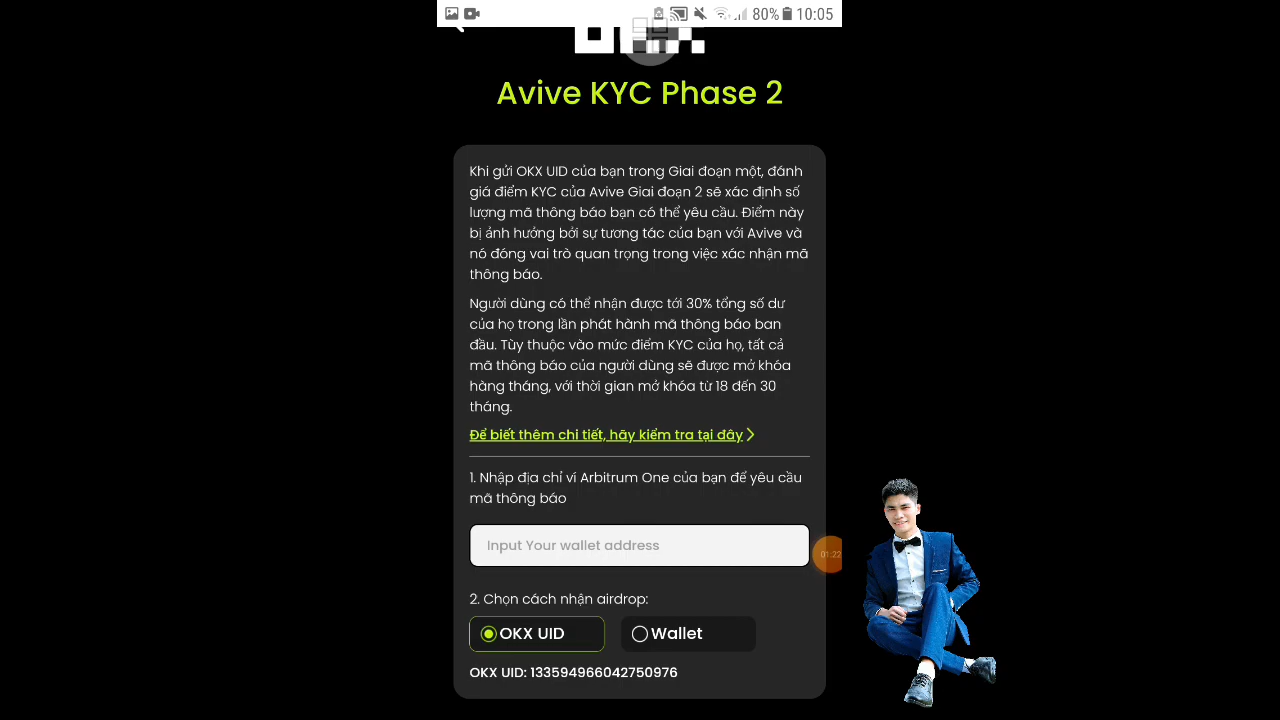 80% 10:05
Avive KYC Phase 2
Khi gửi OKX UID của bạn trong Giai đoạn một, đánh
giá điểm KYC của Avive Giai đoạn 2 sẽ xác định số
lượng mã thông báo bạn có thể yêu cầu. Điểm này
bị ảnh hưởng bởi sự tương tác của bạn với Avive và
nó đóng vai trò quan trọng trong việc xác nhận mã
thông báo.
Người dùng có thể nhận được tới 30% tổng số dư
của họ trong lần phát hành mã thông báo ban
đầu. Tùy thuộc vào mức điểm KYC của họ, tất cả
mã thông báo của người dùng sẽ được mở khóa
hàng tháng, với thời gian mở khóa từ 18 đến 30
tháng.
Để biết thêm chi tiết, hãy kiểm tra tại đây
1. Nhập địa chỉ ví Arbitrum One của bạn để yêu cầu
mã thông báo
Input Your wallet address
01:22
2. Chọn cách nhận airdrop:
OKX UID Wallet
OKX UID: 133594966042750976